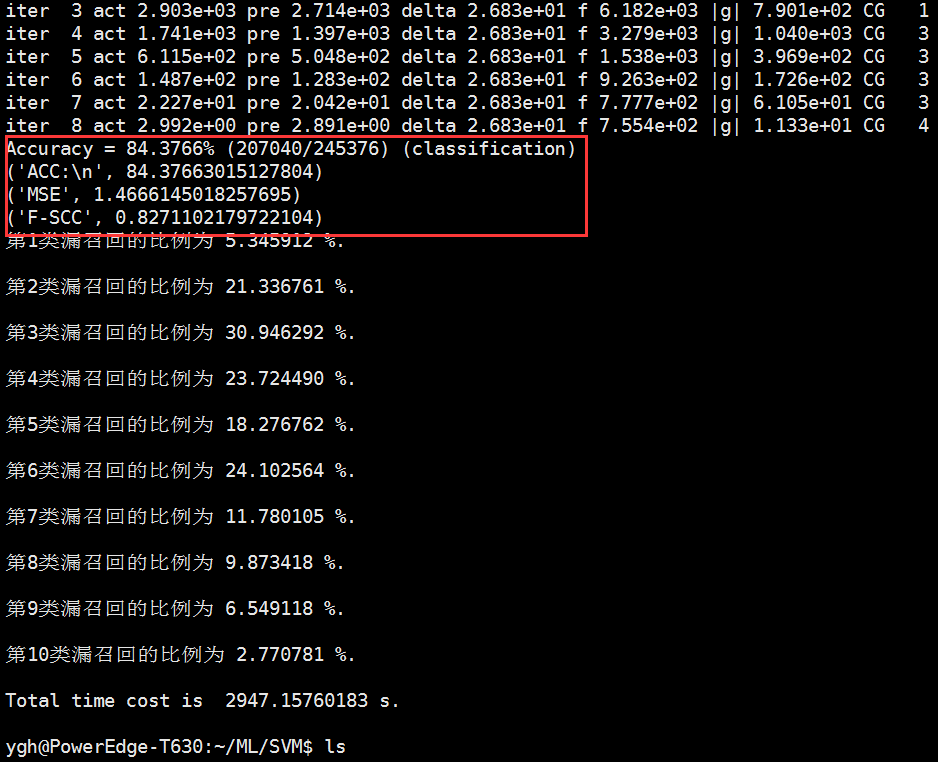 iter  3 act 2.903e+03 pre 2.714e+03 delta 2.683e+01 f 6.182e+03 |g| 7.901e+02 CG   1
iter  4 act 1.741e+03 pre 1.397e+03 delta 2.683e+01 f 3.279e+03 |g| 1.040e+03 CG   3
iter  5 act 6.115e+02 pre 5.048e+02 delta 2.683e+01 f 1.538e+03 |g| 3.969e+02 CG   3
iter  6 act 1.487e+02 pre 1.283e+02 delta 2.683e+01 f 9.263e+02 |g| 1.726e+02 CG   3
iter  7 act 2.227e+01 pre 2.042e+01 delta 2.683e+01 f 7.777e+02 |g| 6.105e+01 CG   3
iter  8 act 2.992e+00 pre 2.891e+00 delta 2.683e+01 f 7.554e+02 |g| 1.133e+01 CG   4
Accuracy = 84.3766% (207040/245376) (classification)
('ACC:\n', 84.37663015127804)
('MSE', 1.4666145018257695)
('F-SCC', 0.8271102179722104)
第1类漏召回的比例为 5.345912 %.
第2类漏召回的比例为 21.336761 %.
第3类漏召回的比例为 30.946292 %.
第4类漏召回的比例为 23.724490 %.
第5类漏召回的比例为 18.276762 %.
第6类漏召回的比例为 24.102564 %.
第7类漏召回的比例为 11.780105 %.
第8类漏召回的比例为 9.873418 %.
第9类漏召回的比例为 6.549118 %.
第10类漏召回的比例为 2.770781 %.
Total time cost is  2947.15760183 s.
ygh@PowerEdge-T630:~/ML/SVM$ ls